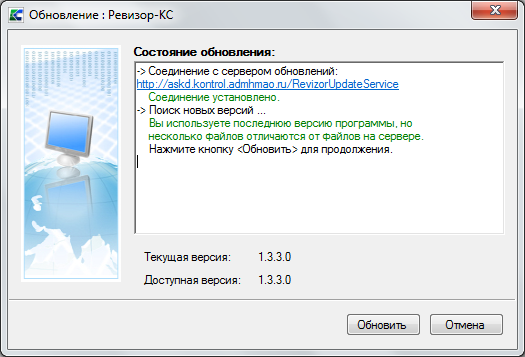 Обновление : Ревизор-КС
Состояние обновления:
-> Соединение с сервером обновлений:
http://askd.kontrol.admhmao.ru/RevizorUpdateService
Соединение установлено.
-> Поиск новых версий ...
Вы используете последнюю версию программы, но
несколько файлов отличаются от файлов на сервере.
Нажмите кнопку <Обновить> для продолжения.
Текущая версия: 1.3.3.0
Доступная версия: 1.3.3.0
Обновить Отмена